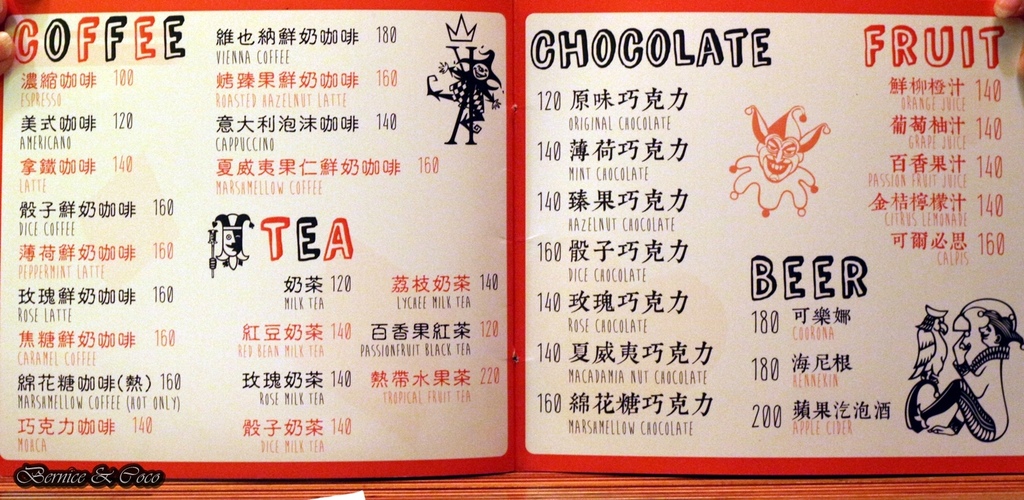 COFFEE
濃縮咖啡 100
ESPRESSO
美式咖啡 120
AMERICANO
拿鐵咖啡 140
LATTE
骰子鮮奶咖啡 160
DICE COFFEE
薄荷鮮奶咖啡 160
PEPPERMINT LATTE
玫瑰鮮奶咖啡 160
ROSE LATTE
焦糖鮮奶咖啡 160
CARAMEL COFFEE
綿花糖咖啡(熱) 160
MARSHMELLOW COFFEE (HOT ONLY)
巧克力咖啡 140
MOHCA
維也納鮮奶咖啡 180
VIENNA COFFEE
烤臻果鮮奶咖啡 160
ROASTED HAZELNUT LATTE
意大利泡沫咖啡 140
CAPPUCCINO
夏威夷果仁鮮奶咖啡 160
MARSHMELLOW COFFEE
TEA
奶茶 120
MILK TEA
紅豆奶茶 140
RED BEAN MILK TEA
玫瑰奶茶 140
ROSE MILK TEA
骰子奶茶 140
DICE MILK TEA
荔枝奶茶 140
LYCHEE MILK TEA
百香果紅茶 120
PASSIONFRUIT BLACK TEA
熱帶水果茶 220
TROPICAL FRUIT TEA
CHOCOLATE
120 原味巧克力
ORIGINAL CHOCOLATE
140 薄荷巧克力
MINT CHOCOLATE
140 臻果巧克力
HAZELNUT CHOCOLATE
160 骰子巧克力
DICE CHOCOLATE
140 玫瑰巧克力
ROSE CHOCOLATE
140 夏威夷巧克力
MACADAMIA NUT CHOCOLATE
160 綿花糖巧克力
MARSHMELLOW CHOCOLATE
FRUIT
鮮柳橙汁 140
ORANGE JUICE
葡萄柚汁 140
GRAPE JUICE
百香果汁 140
PASSION FRUIT JUICE
金桔檸檬汁 140
CITRUS LEMONADE
可爾必思 160
CALPIS
BEER
180 可樂娜
COORONA
180 海尼根
HENNEKIN
200 蘋果汽泡酒
APPLE CIDER
Bernice & Coco